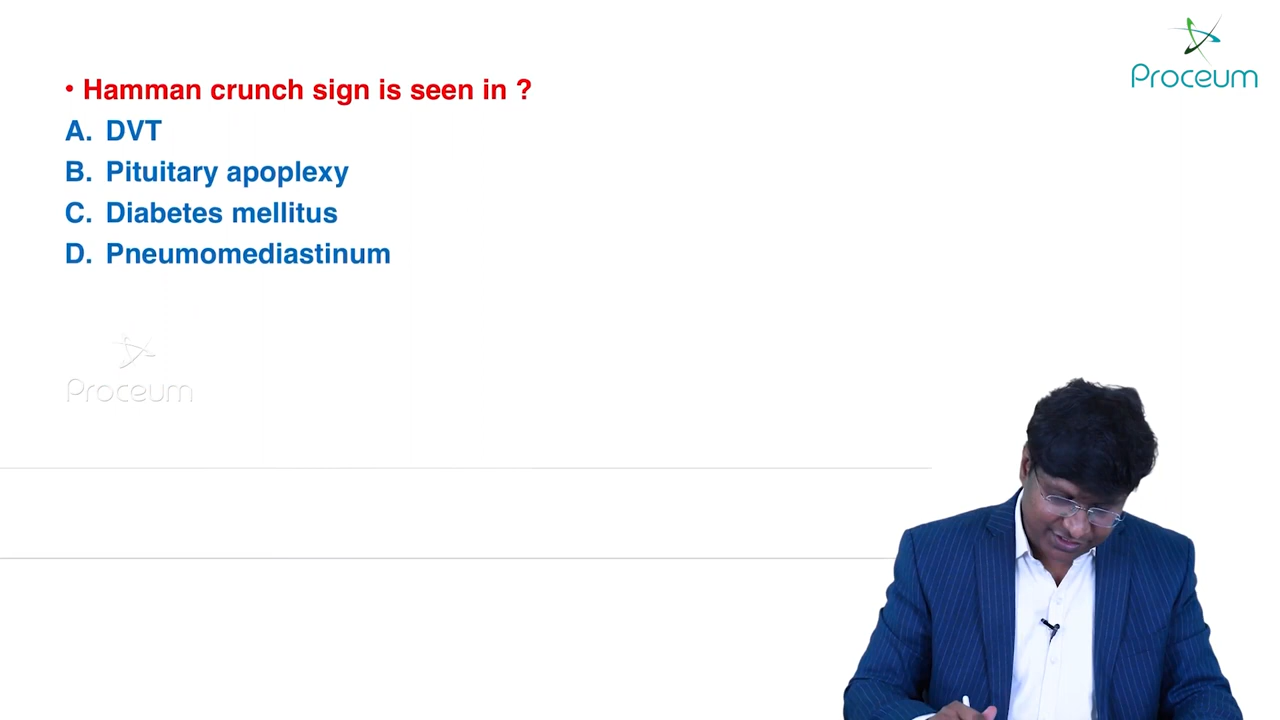 Proceum
• Hamman crunch sign is seen in ?
A. DVT
B. Pituitary apoplexy
C. Diabetes mellitus
D. Pneumomediastinum
Proceum